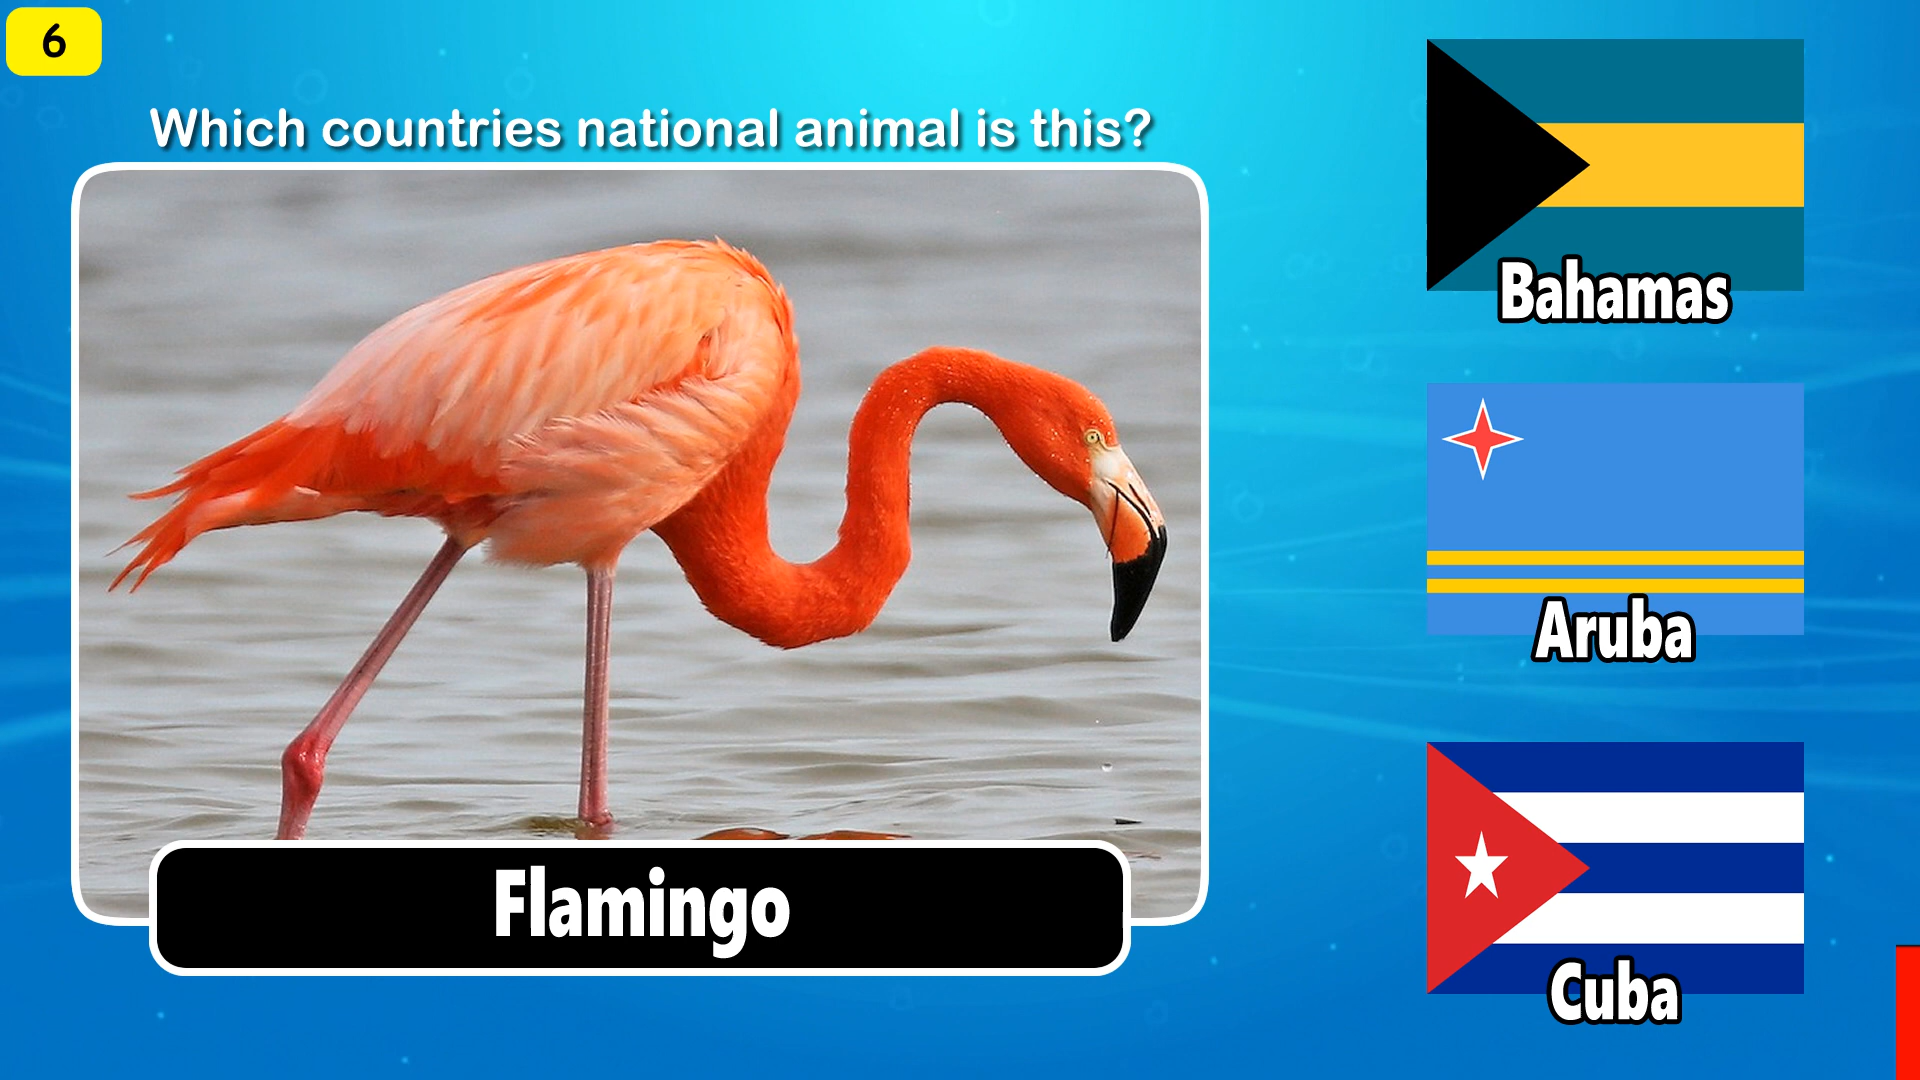 6
Which countries national animal is this?
Flamingo
Bahamas
Aruba
Cuba